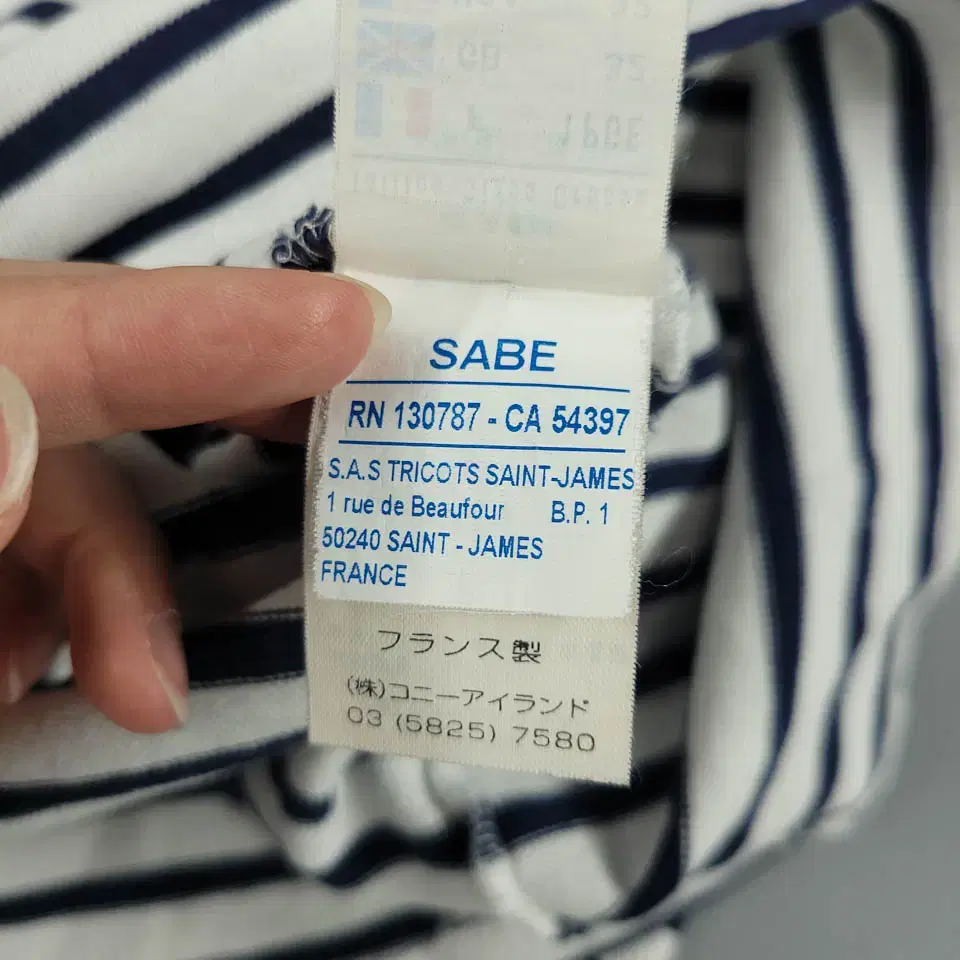 SABE
RN 130787 - CA 54397
S.A.S TRICOTS SAINT-JAMES
1 rue de Beaufour B.P. 1
50240 SAINT - JAMES
FRANCE
フランス製
(株)コニーアイランド
03 (5825) 7580